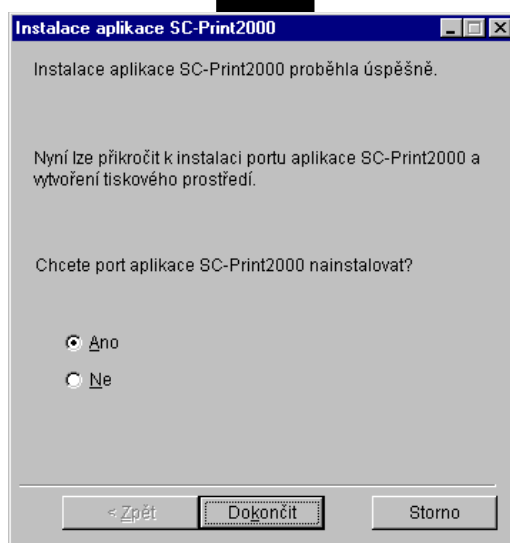 Instalace aplikace SC-Print2000
Instalace aplikace SC-Print2000 proběhla úspěšně.
Nyní lze přikročit k instalaci portu aplikace SC-Print2000 a
vytvoření tiskového prostředí.
Chcete port aplikace SC-Print2000 nainstalovat?
Ano
Ne
< Zpět Dokončit Storno